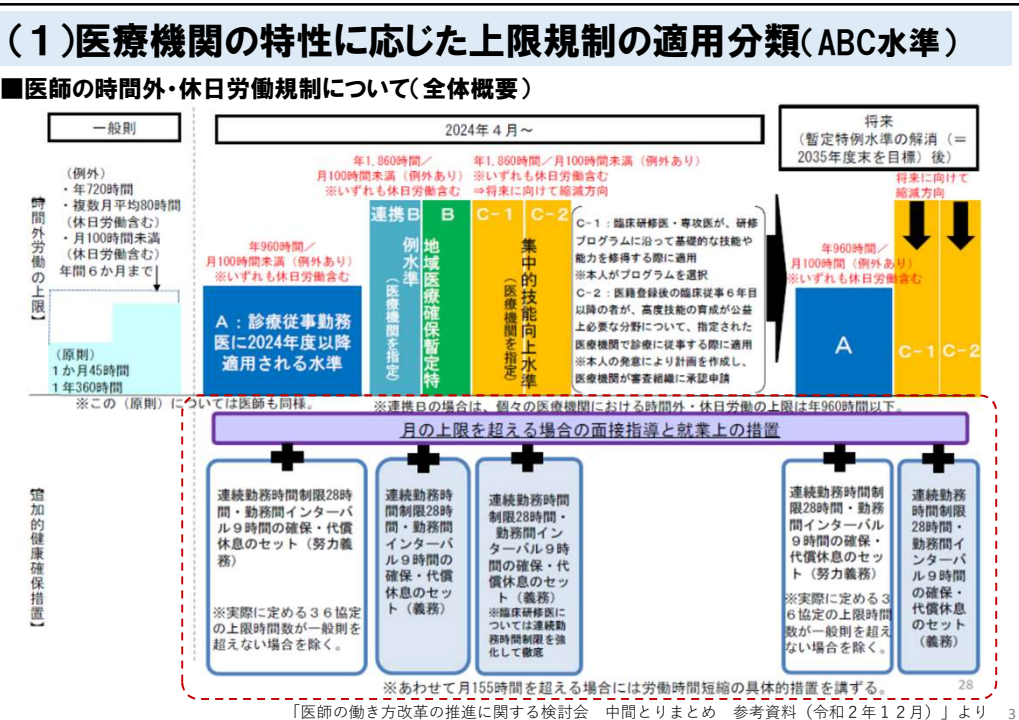 (1)医療機関の特性に応じた上限規制の適用分類(ABC水準)
■医師の時間外・休日労働規制について(全体概要)
一般則
2024年4月～
将来
(暫定特例水準の解消(=
2035年度末を目標)後)
【時間外労働の上限】
(例外)
・年720時間
・複数月平均80時間
(休日労働含む)
・月100時間未満
(休日労働含む)
年間6か月まで
(原則)
1か月45時間
1年360時間
※この(原則)については医師も同様。
年960時間/
月100時間未満(例外あり)
※いずれも休日労働含む
A:診療従事勤務
医に2024年度以降
適用される水準
年1,860時間/
月100時間未満(例外あり)
※いずれも休日労働含む
連携B
B
例水準
(医療機関を指定)
地域医療確保暫定特
年1,860時間/月100時間未満(例外あり)
※いずれも休日労働含む
⇒将来に向けて縮減方向
C-1
C-2
集中的技能向上水準
(医療機関を指定)
C-1:臨床研修医・専攻医が、研修
プログラムに沿って基礎的な技能や
能力を修得する際に適用
※本人がプログラムを選択
C-2:医籍登録後の臨床従事6年目
以降の者が、高度技能の育成が公益
上必要な分野について、指定された
医療機関で診療に従事する際に適用
※本人の発意により計画を作成し、
医療機関が審査組織に承認申請
将来に向けて
縮減方向
年960時間/
月100時間(例外あり)
※いずれも休日労働含む
A
C-1
C-2
※連携Bの場合は、個々の医療機関における時間外・休日労働の上限は年960時間以下。
月の上限を超える場合の面接指導と就業上の措置
【追加的健康確保措置】
連続勤務時間制限28時
間・勤務間インターバ
ル9時間の確保・代償
休息のセット(努力義
務)
※実際に定める36協定
の上限時間数が一般則を
超えない場合を除く。
連続勤務時
間制限28時
間・勤務間
インターバ
ル9時間の
確保・代償
休息のセッ
ト(義務)
連続勤務時間
制限28時間・
勤務間イン
ターバル9時
間の確保・代
償休息のセッ
ト(義務)
※臨床研修医に
ついては連続勤
務時間制限を強
化して徹底
連続勤務時間制
限28時間・勤務
間インターバル
9時間の確保・
代償休息のセッ
ト(努力義務)
※実際に定める3
6協定の上限時間
数が一般則を超え
ない場合を除く。
連続勤務
時間制限
28時間・
勤務間イ
ンターバ
ル9時間
の確保・
代償休息
のセット
(義務)
※あわせて月155時間を超える場合には労働時間短縮の具体的措置を講ずる。
28
「医師の働き方改革の推進に関する検討会 中間とりまとめ 参考資料(令和2年12月)」より
3